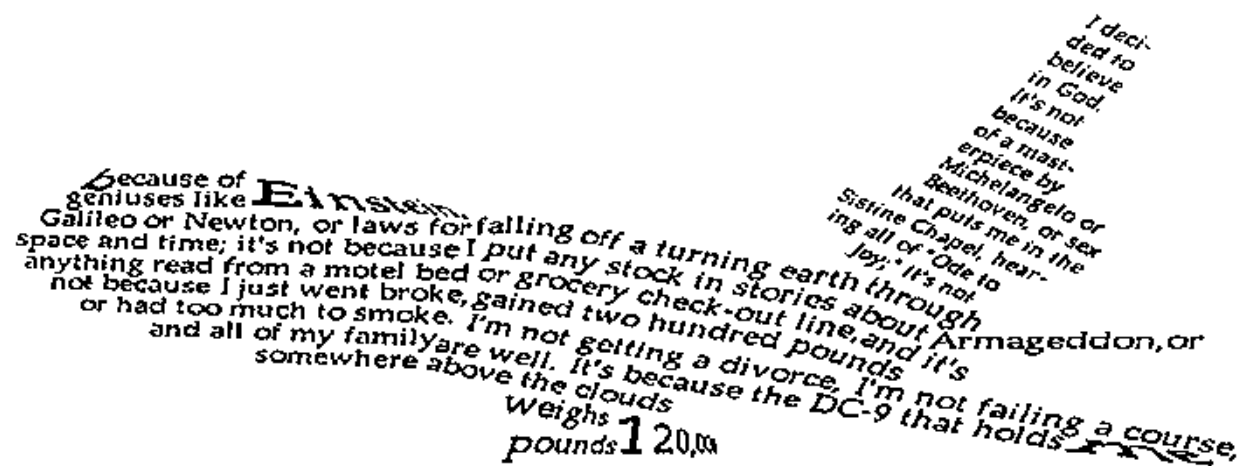 I deci-
ded to
believe
in God.
It's not
because
of a mast-
erpiece by
Michelangelo or
Beethoven, or sex
that puts me in the
Sistine Chapel, hear-
ing all of "Ode to
Joy;" It's not
because of
geniuses like Einstein,
Galileo or Newton, or laws for falling off a turning earth through
space and time; it's not because I put any stock in stories about Armageddon, or
anything read from a motel bed or grocery check-out line, and it's
not because I just went broke, gained two hundred pounds
or had too much to smoke. I'm not getting a divorce, I'm not failing a course,
and all of my family are well. It's because the DC-9 that holds me
somewhere above the clouds
Weighs
pounds 120,000